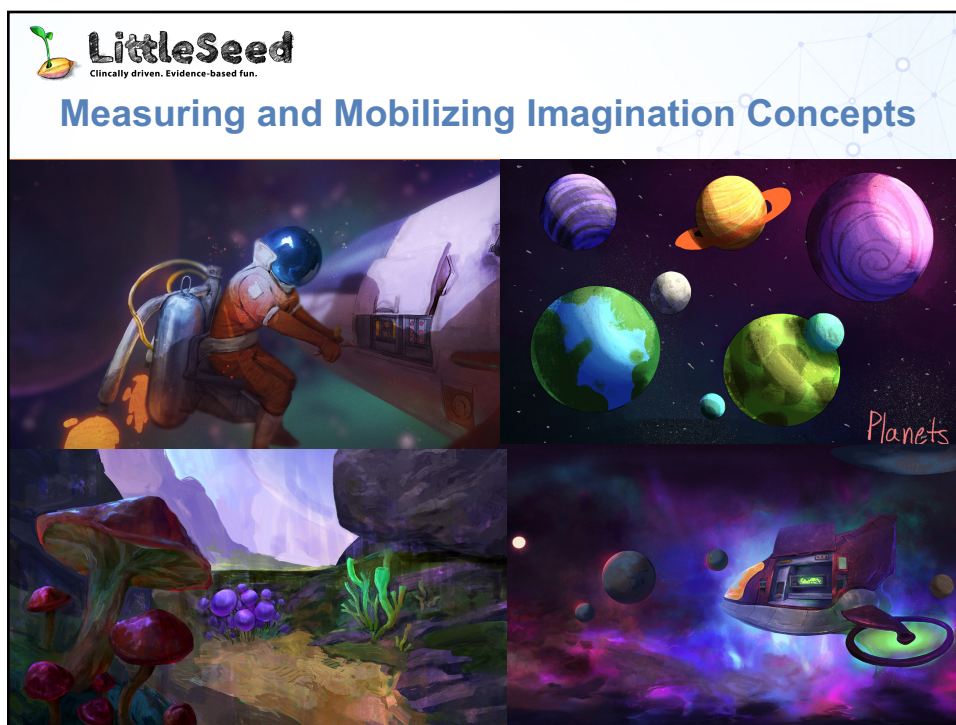 LittleSeed
Clincally driven. Evidence-based fun.
Measuring and Mobilizing Imagination Concepts
Planets